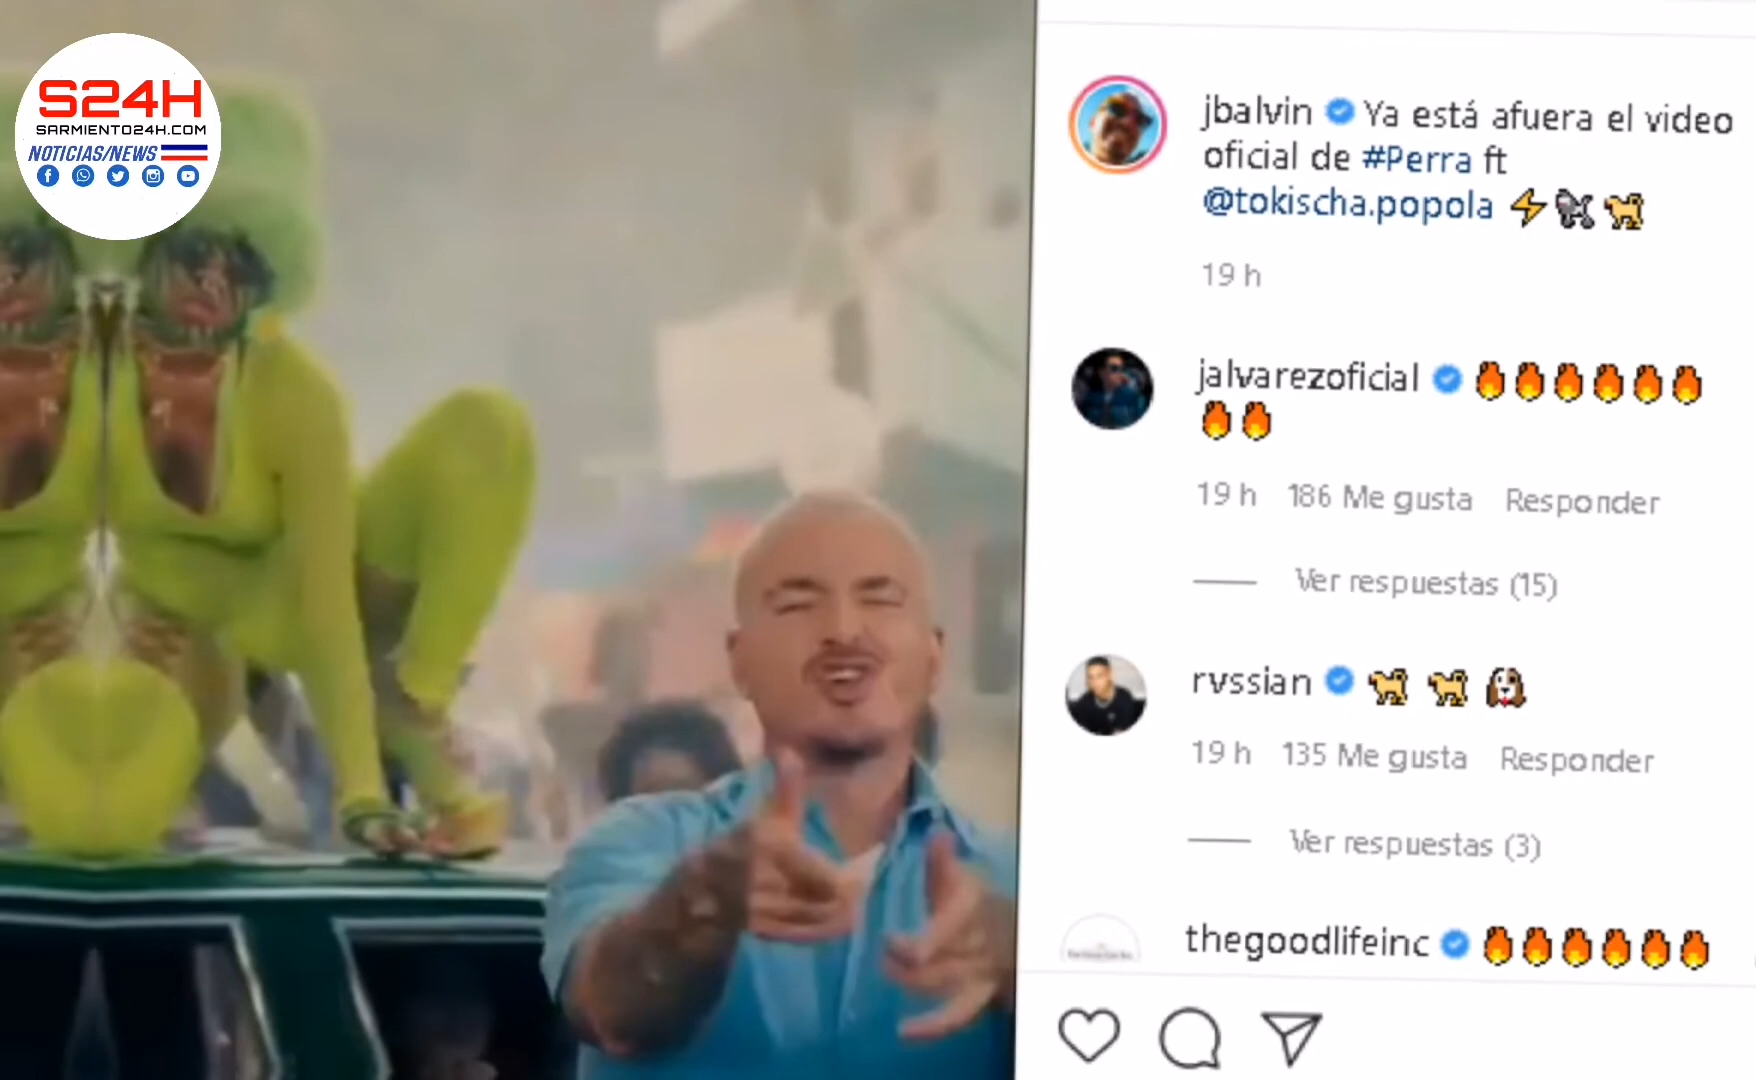 S24H
SARMIENTO24H.COM
NOTICIAS/NEWS
jbalvin Ya está afuera el video
oficial de #Perra ft
@tokischa.popola ⚡🐩🐕
19 h
jalvarezoficial 🔥🔥🔥🔥🔥🔥
🔥🔥
19 h 186 Me gusta Responder
Ver respuestas (15)
rvssian 🐕 🐕 🐶
19 h 135 Me gusta Responder
Ver respuestas (3)
thegoodlifeinc 🔥🔥🔥🔥🔥🔥